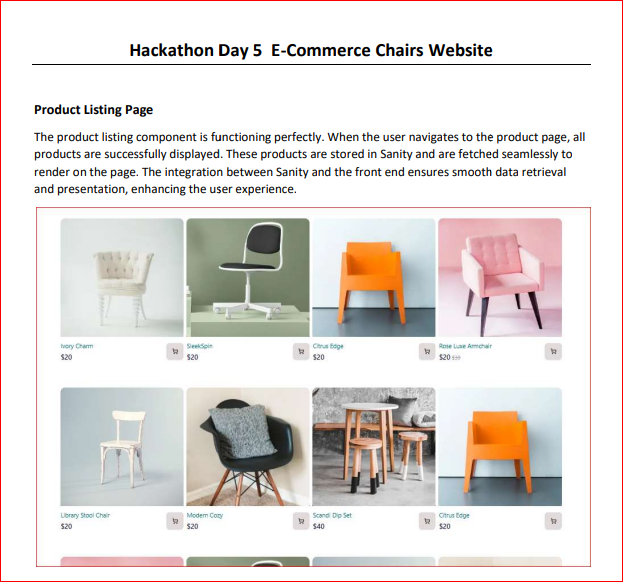 Hackathon Day 5 E-Commerce Chairs Website
Product Listing Page
The product listing component is functioning perfectly. When the user navigates to the product page, all
products are successfully displayed. These products are stored in Sanity and are fetched seamlessly to
render on the page. The integration between Sanity and the front end ensures smooth data retrieval
and presentation, enhancing the user experience.
Ivory Charm
$20
SleekSpin
$20
Citrus Edge
$20
Rose Luxe Armchair
$20
Library Stool Chair
$20
Modern Cozy
$20
Scandi Dip Set
$40
Citrus Edge
$20